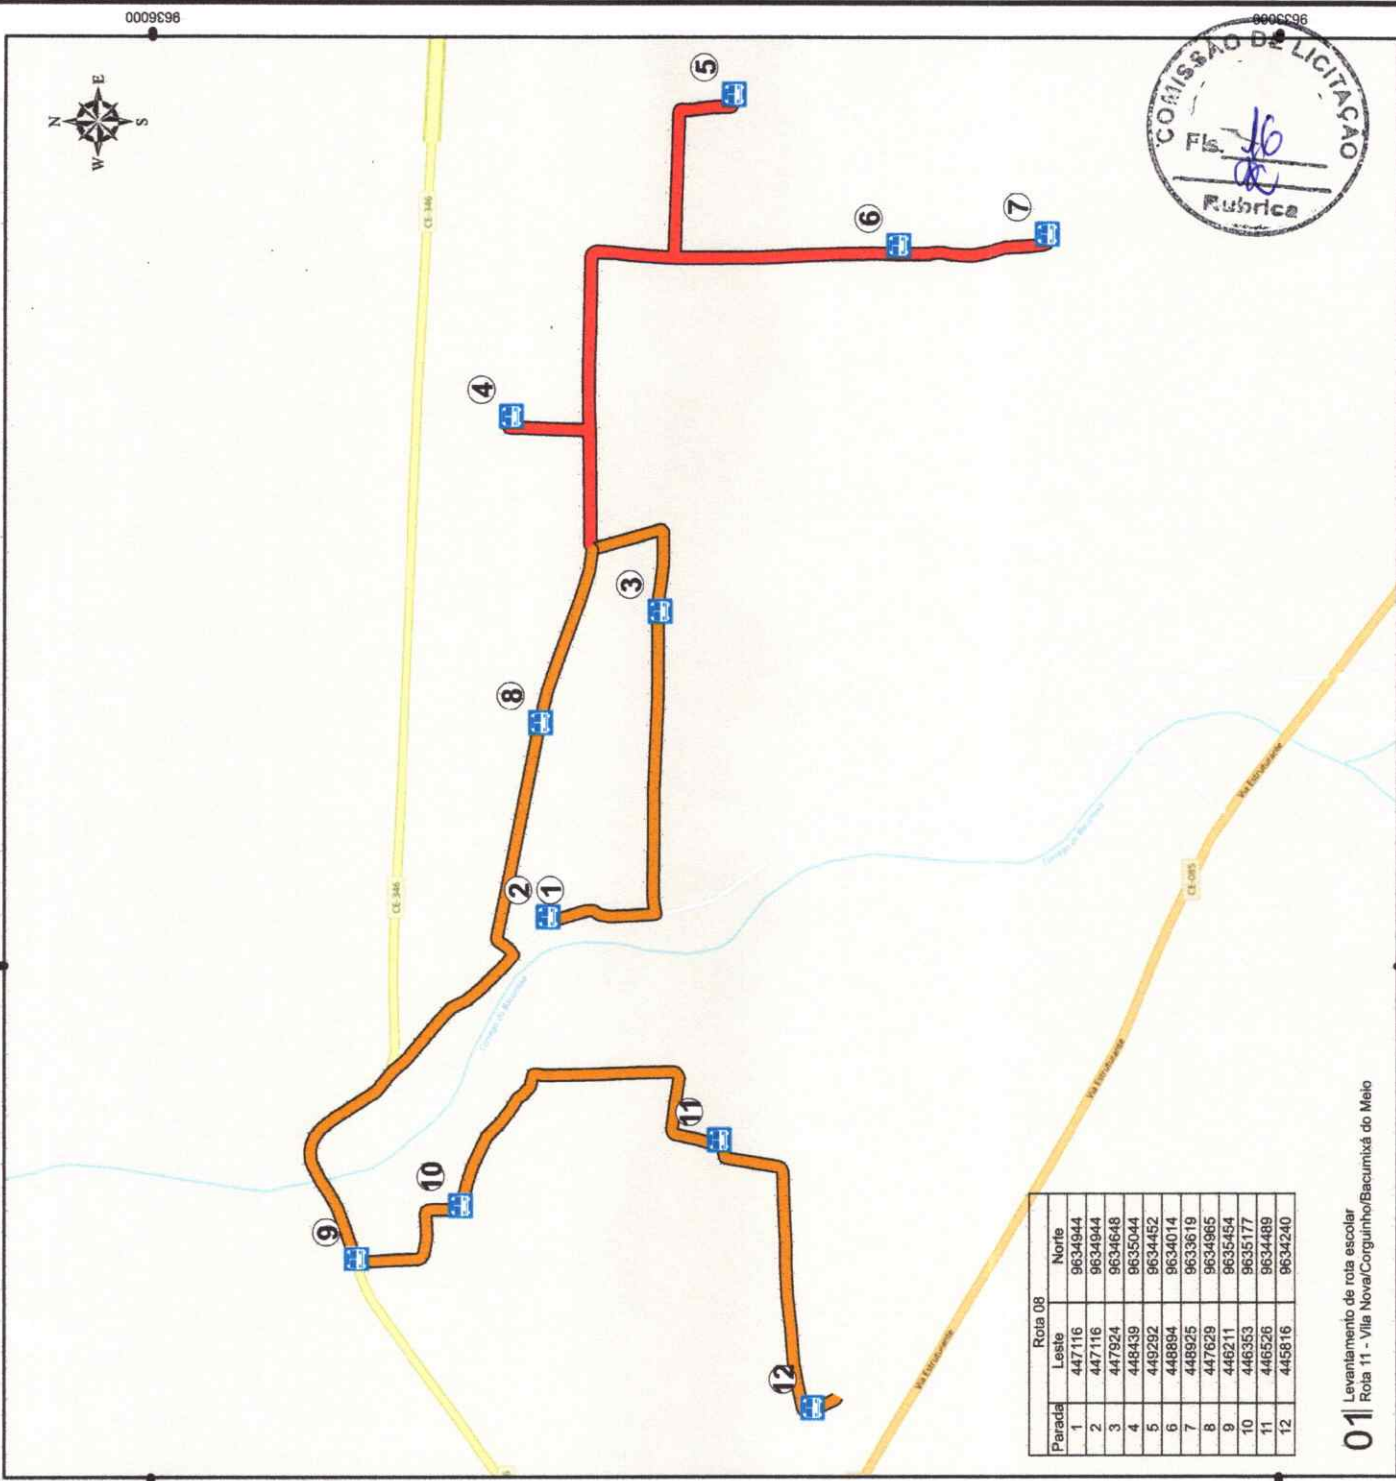 9636000
9633000
COMISSÃO DE LICITAÇÃO
Fls. 16
Rubrica
N
E
S
W
CE-346
CE-346
5
7
6
4
3
8
2
1
11
10
9
12
Via Estruturante
CE-085
Via Estruturante
Via Estruturante
Rota 08
Parada Leste Norte
1 447116 9634944
2 447116 9634944
3 447924 9634648
4 448439 9635044
5 449292 9634452
6 448894 9634014
7 448925 9633619
8 447629 9634965
9 446211 9635454
10 446353 9635177
11 446526 9634489
12 445816 9634240
01| Levantamento de rota escolar
Rota 11 - Vila Nova/Corguinho/Bacumixá do Meio